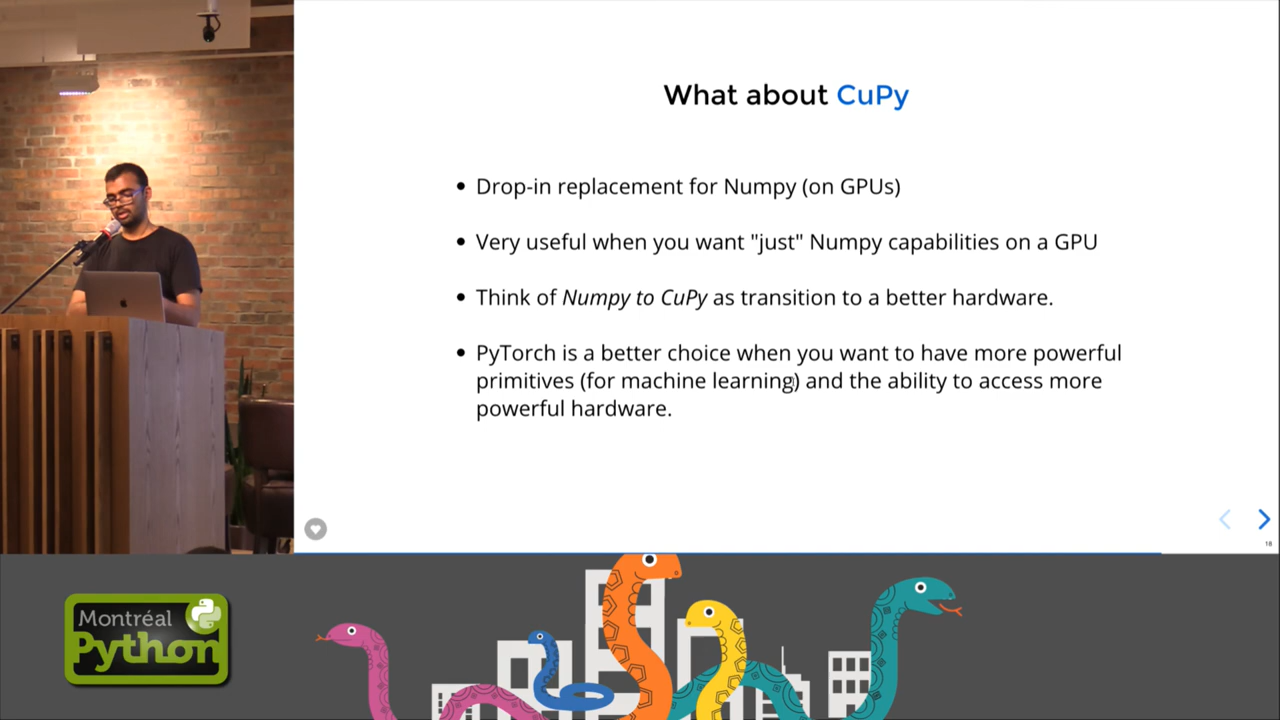 What about CuPy
• Drop-in replacement for Numpy (on GPUs)
• Very useful when you want "just" Numpy capabilities on a GPU
• Think of Numpy to CuPy as transition to a better hardware.
• PyTorch is a better choice when you want to have more powerful
primitives (for machine learning) and the ability to access more
powerful hardware.
18
Montréal
Python